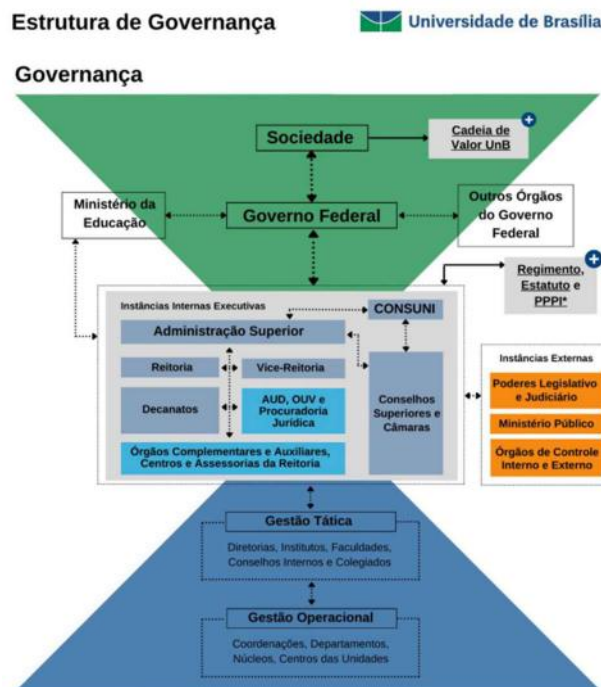 Estrutura de Governança
Universidade de Brasília
Governança
Sociedade
Cadeia de
Valor UnB
Ministério da
Educação
Governo Federal
Outros Órgãos
do Governo
Federal
Regimento,
Estatuto e
PPPI*
Instâncias Internas Executivas
CONSUNI
Administração Superior
Reitoria
Vice-Reitoria
Decanatos
AUD, OUV e
Procuradoria
Jurídica
Conselhos
Superiores e
Câmaras
Órgãos Complementares e Auxiliares,
Centros e Assessorias da Reitoria
Instâncias Externas
Poderes Legislativo
e Judiciário
Ministério Público
Órgãos de Controle
Interno e Externo
Gestão Tática
Diretorias, Institutos, Faculdades,
Conselhos Internos e Colegiados
Gestão Operacional
Coordenações, Departamentos,
Núcleos, Centros das Unidades